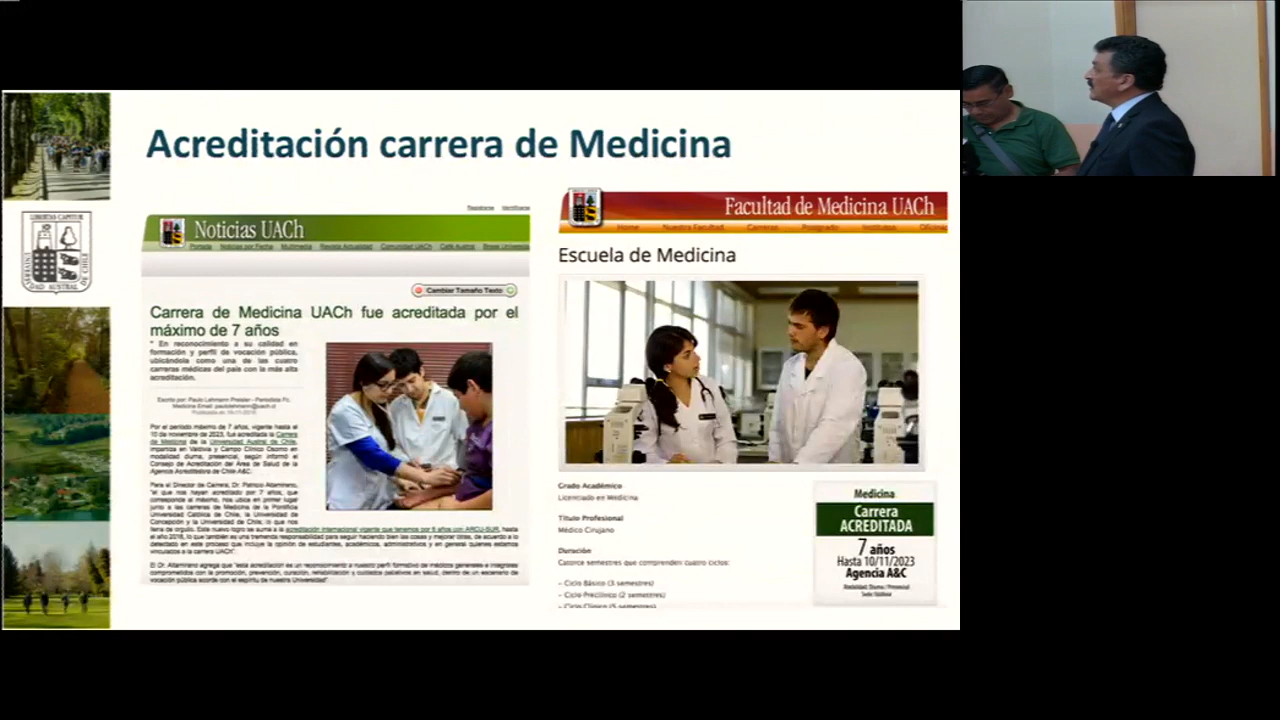 Acreditación carrera de Medicina
LIBERTAS CAPITUR
UNIVERSIDAD AUSTRAL DE CHILE
Noticias UACh
Portada Noticias por Fecha Multimedia Revista Actualidad Comunidad UACh Café Austral Breve Universitario
Cambiar Tamaño Texto
Carrera de Medicina UACh fue acreditada por el
máximo de 7 años
* En reconocimiento a su calidad en
formación y perfil de vocación pública,
ubicándola como una de las cuatro
carreras médicas del país con la más alta
acreditación.
Escrito por: Paulo Lehmann Preisler - Periodista Fc.
Por el período máximo de 7 años, vigente hasta el
10 de noviembre de 2023, fue acreditada la Carrera
de Medicina de la Universidad Austral de Chile,
impartida en Valdivia y Campo Clínico Osorno en
modalidad diurna, presencial, según informó el
Consejo de Acreditación del Área de Salud de la
Agencia Acreditadora de Chile A&C.
Para el Director de Carrera, Dr. Patricio Altamirano,
"el que nos hayan acreditado por 7 años, que
corresponde al máximo, nos ubica en primer lugar
junto a las carreras de Medicina de la Pontificia
Universidad Católica de Chile, la Universidad de
Concepción y la Universidad de Chile, lo que nos
llena de orgullo. Este nuevo logro se suma a la acreditación internacional vigente que tenemos por 6 años con ARCU-SUR, hasta
el año 2018, lo que también es una tremenda responsabilidad para seguir haciendo bien las cosas y mejorar otras, de acuerdo a lo
detectado en este proceso que incluye la opinión de estudiantes, académicos, administrativos y en general quienes estamos
vinculados a la carrera UACh".
El Dr. Altamirano agrega que "esta acreditación es un reconocimiento a nuestro perfil formativo de médicos generales e integrales
comprometidos con la promoción, prevención, curación, rehabilitación y cuidados paliativos en salud, dentro de un escenario de
vocación pública acorde con el espíritu de nuestra Universidad".
Facultad de Medicina UACh
Home Nuestra Facultad Carreras Postgrado Institutos Oficin
Escuela de Medicina
Grado Académico
Licenciado en Medicina
Título Profesional
Médico Cirujano
Duración
Catorce semestres que comprenden cuatro ciclos:
- Ciclo Básico (3 semestres)
- Ciclo Preclínico (2 semestres)
- Ciclo Clínico (5 semestres)
Medicina
Carrera
ACREDITADA
7 años
Hasta 10/11/2023
Agencia A&C
Modalidad: Diurna / Presencial
Sede: Valdivia